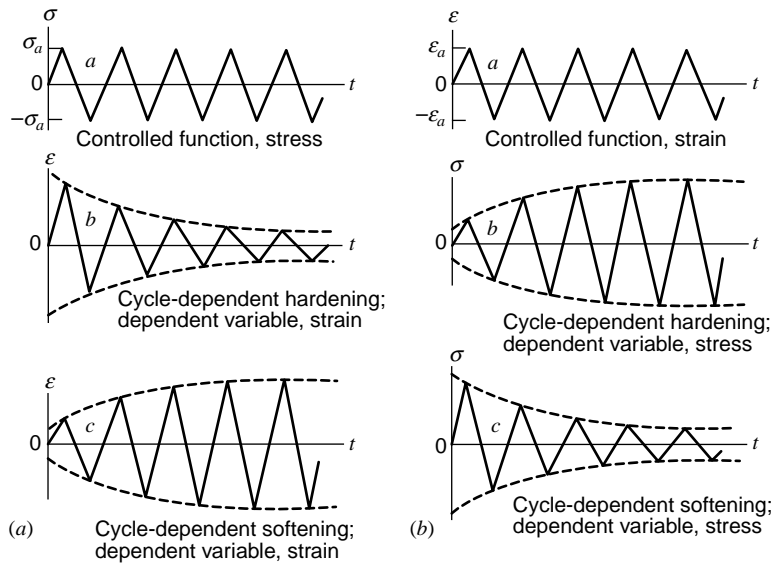 σ
σa
a
0
t
−σa
Controlled function, stress
ε
b
0
t
Cycle-dependent hardening;
dependent variable, strain
ε
c
0
t
Cycle-dependent softening;
dependent variable, strain
(a)
ε
εa
a
0
t
−εa
Controlled function, strain
σ
b
0
t
Cycle-dependent hardening;
dependent variable, stress
σ
c
0
t
Cycle-dependent softening;
dependent variable, stress
(b)